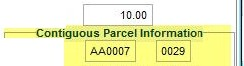 10.00
Contiguous Parcel Information
AA0007 0029